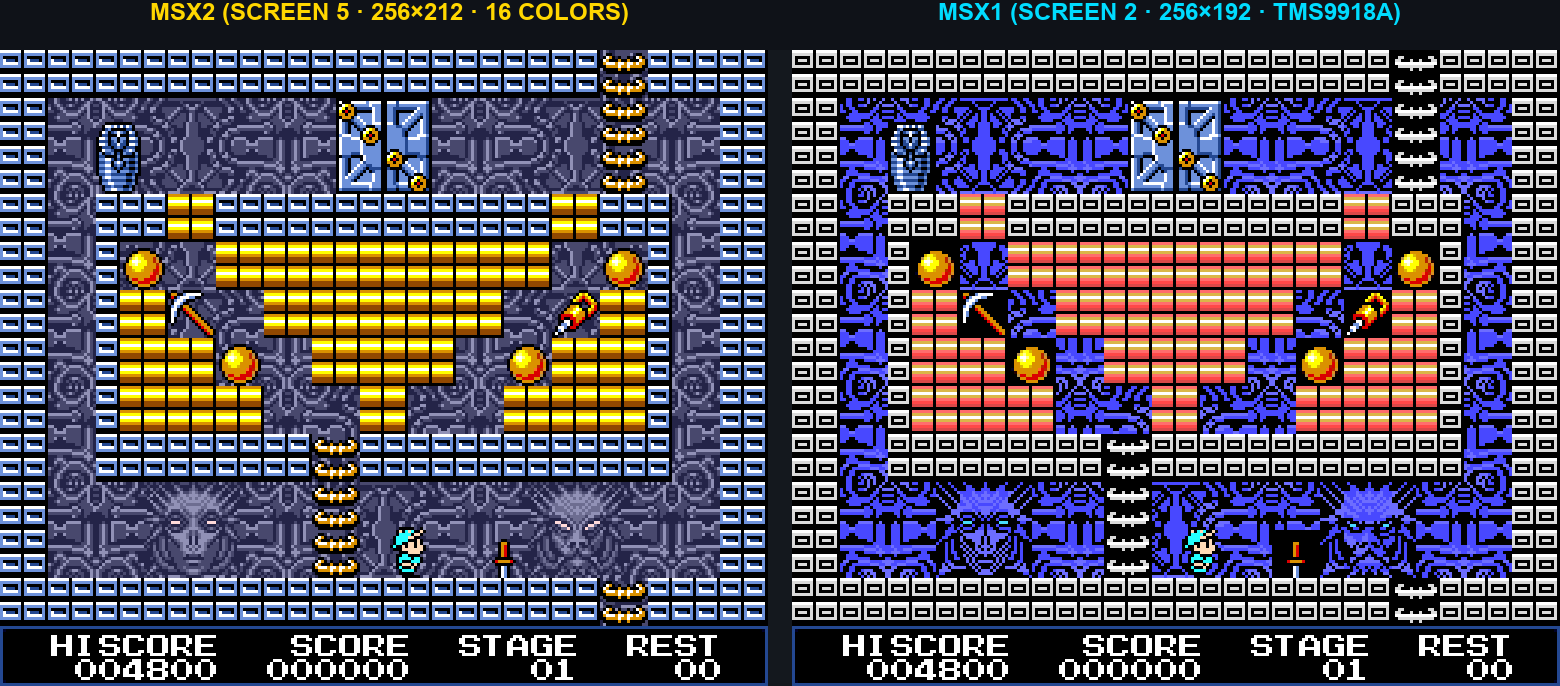 MSX2 (SCREEN 5 · 256×212 · 16 COLORS)
HISCORE SCORE STAGE REST
004800 000000 01 00
MSX1 (SCREEN 2 · 256×192 · TMS9918A)
HISCORE SCORE STAGE REST
004800 000000 01 00